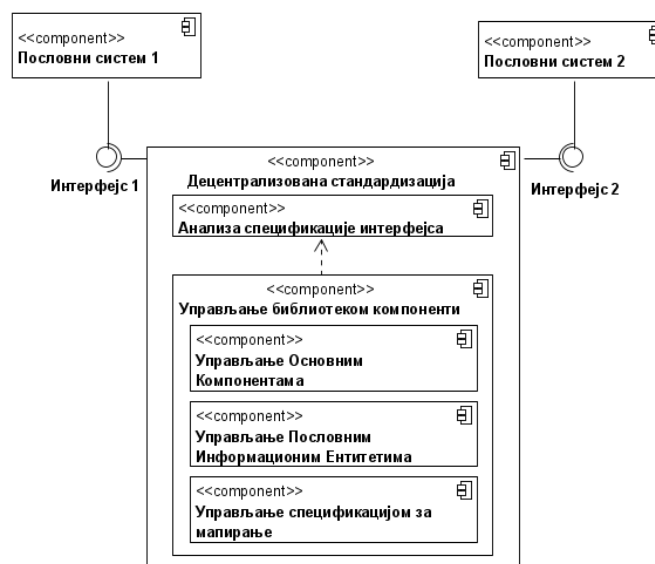 <<component>>
Пословни систем 1
<<component>>
Пословни систем 2
Интерфејс 1
Интерфејс 2
<<component>>
Децентрализована стандардизација
<<component>>
Анализа спецификације интерфејса
<<component>>
Управљање библиотеком компоненти
<<component>>
Управљање Основним
Компонентама
<<component>>
Управљање Пословним
Информационим Ентитетима
<<component>>
Управљање спецификацијом за
мапирање